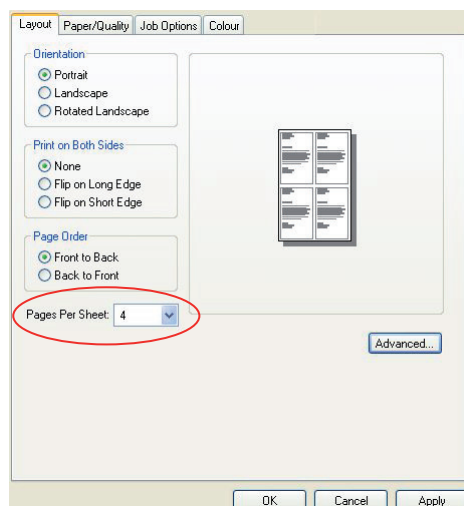 Layout Paper/Quality Job Options Colour
Orientation
Portrait
Landscape
Rotated Landscape
Print on Both Sides
None
Flip on Long Edge
Flip on Short Edge
Page Order
Front to Back
Back to Front
Pages Per Sheet: 4
Advanced...
OK Cancel Apply